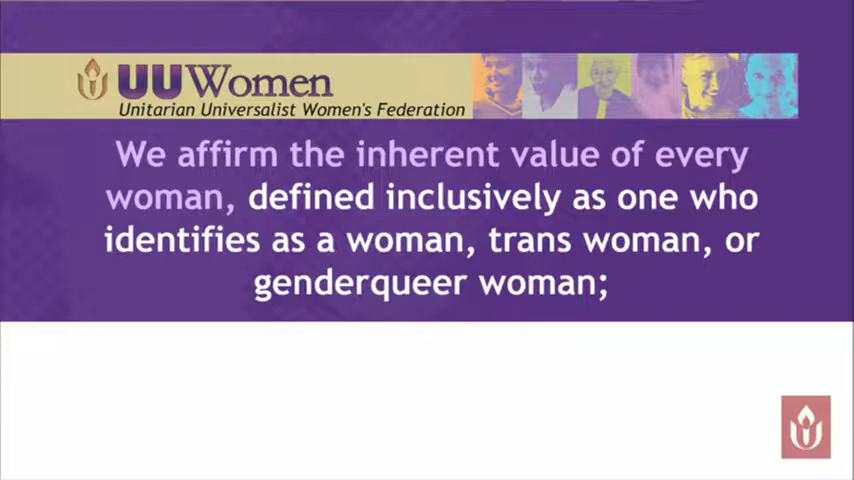 UUWomen
Unitarian Universalist Women's Federation
We affirm the inherent value of every
woman, defined inclusively as one who
identifies as a woman, trans woman, or
genderqueer woman;